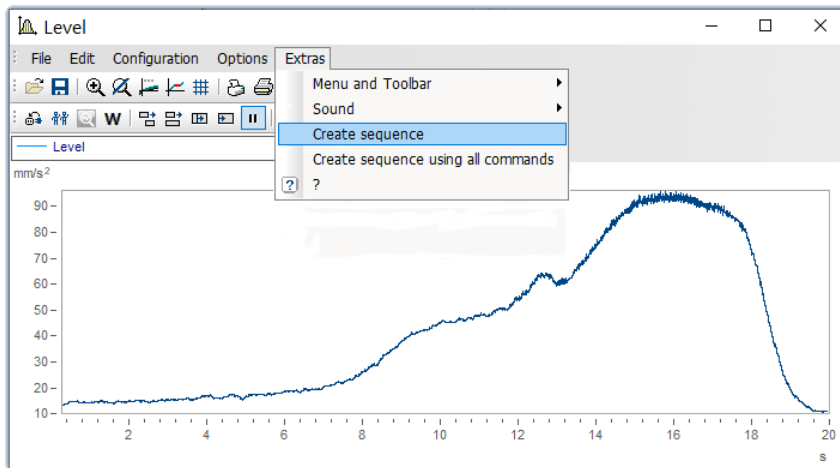 Level
File Edit Configuration Options Extras
Menu and Toolbar
Sound
Create sequence
Create sequence using all commands
?
W
Level
mm/s²
90
80
70
60
50
40
30
20
10
2 4 6 8 10 12 14 16 18 20
s